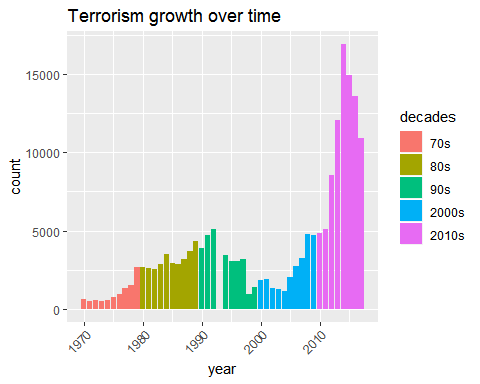 Terrorism growth over time
15000
10000
5000
0
count
1970
1980
1990
2000
2010
year
decades
70s
80s
90s
2000s
2010s